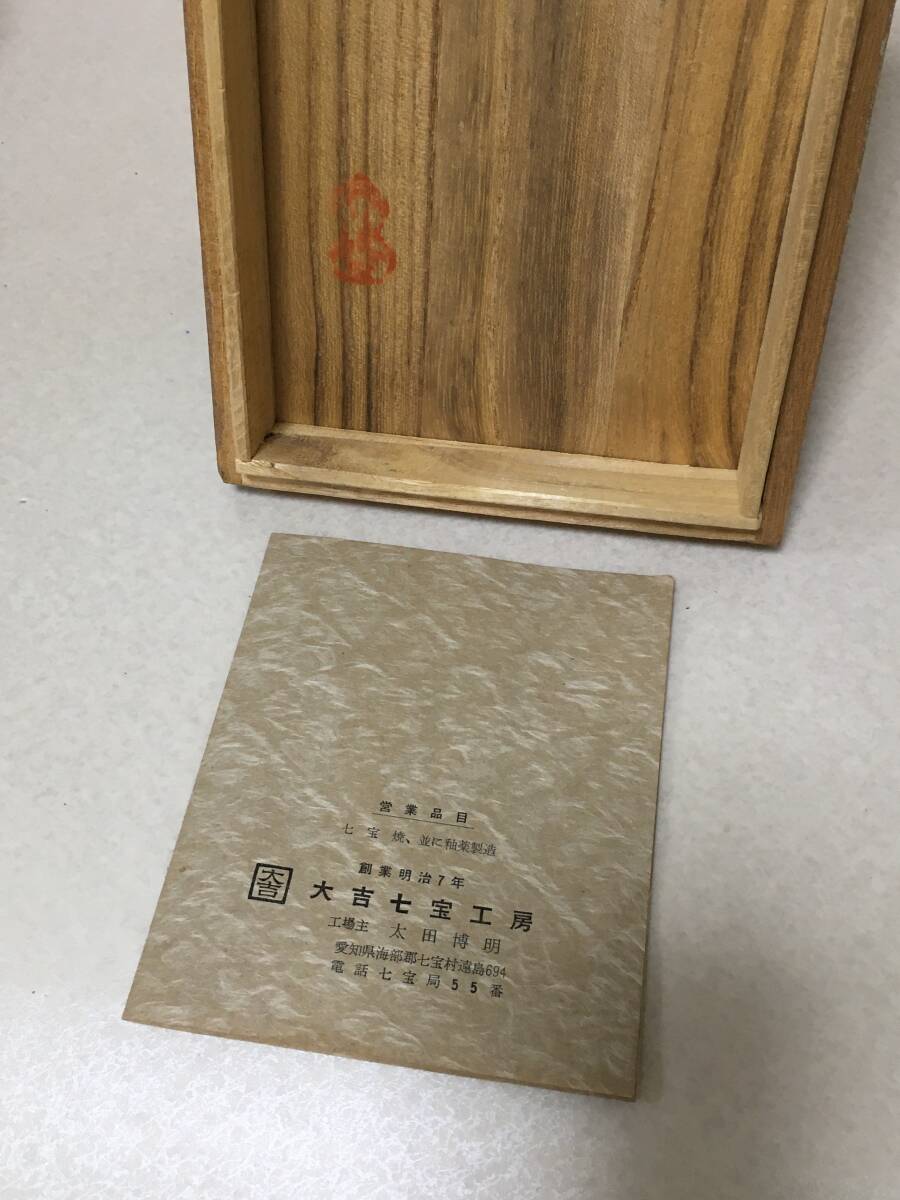 営業品目
七宝焼、並に釉薬製造
創業明治7年
大吉
大吉七宝工房
工場主 太田博明
愛知県海部郡七宝村遠島694
電話七宝局55番